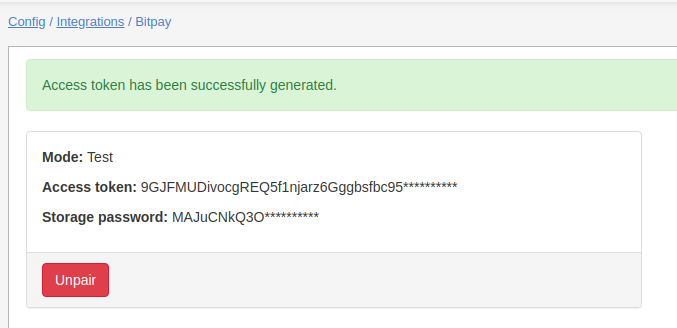 Config / Integrations / Bitpay
Access token has been successfully generated.
Mode: Test
Access token: 9GJFMUDivocgREQ5f1njarz6Gggbsfbc95**********
Storage password: MAJuCNkQ3O**********
Unpair